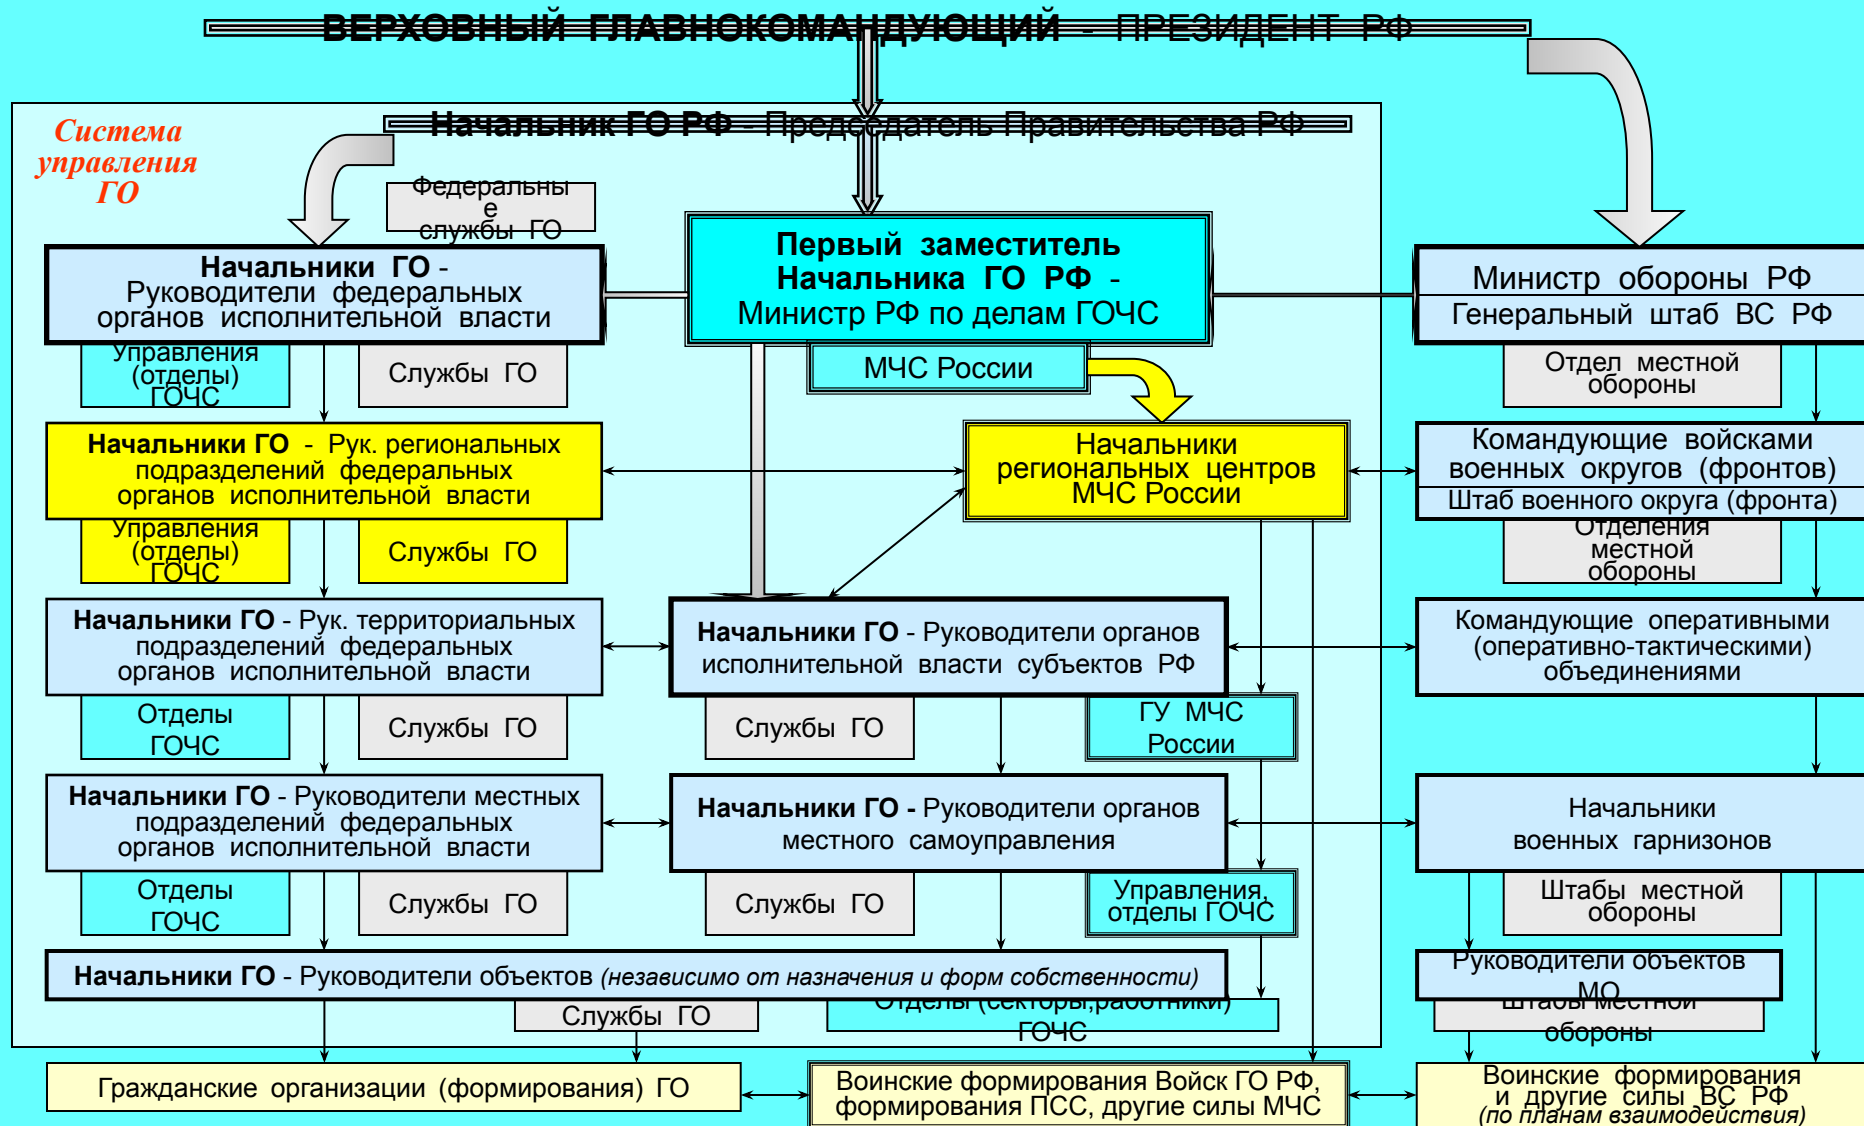 ВЕРХОВНЫЙ ГЛАВНОКОМАНДУЮЩИЙ - ПРЕЗИДЕНТ РФ
Система
управления
ГО
Начальник ГО РФ - Председатель Правительства РФ
Федеральны
е
службы ГО
Начальники ГО -
Руководители федеральных
органов исполнительной власти
Первый заместитель
Начальника ГО РФ -
Министр РФ по делам ГОЧС
Министр обороны РФ
Генеральный штаб ВС РФ
Управления
(отделы)
ГОЧС
Службы ГО
МЧС России
Отдел местной
обороны
Начальники ГО - Рук. региональных
подразделений федеральных
органов исполнительной власти
Начальники
региональных центров
МЧС России
Командующие войсками
военных округов (фронтов)
Штаб военного округа (фронта)
Управления
(отделы)
ГОЧС
Службы ГО
Отделения
местной
обороны
Начальники ГО - Рук. территориальных
подразделений федеральных
органов исполнительной власти
Начальники ГО - Руководители органов
исполнительной власти субъектов РФ
Командующие оперативными
(оперативно-тактическими)
объединениями
Отделы
ГОЧС
Службы ГО
Службы ГО
ГУ МЧС
России
Начальники ГО - Руководители местных
подразделений федеральных
органов исполнительной власти
Начальники ГО - Руководители органов
местного самоуправления
Начальники
военных гарнизонов
Отделы
ГОЧС
Службы ГО
Службы ГО
Управления,
отделы ГОЧС
Штабы местной
обороны
Начальники ГО - Руководители объектов (независимо от назначения и форм собственности)
Руководители объектов
МО
Службы ГО
Отделы (секторы,работники)
ГОЧС
Штабы местной
обороны
Гражданские организации (формирования) ГО
Воинские формирования Войск ГО РФ,
формирования ПСС, другие силы МЧС
Воинские формирования
и другие силы ВС РФ
(по планам взаимодействия)